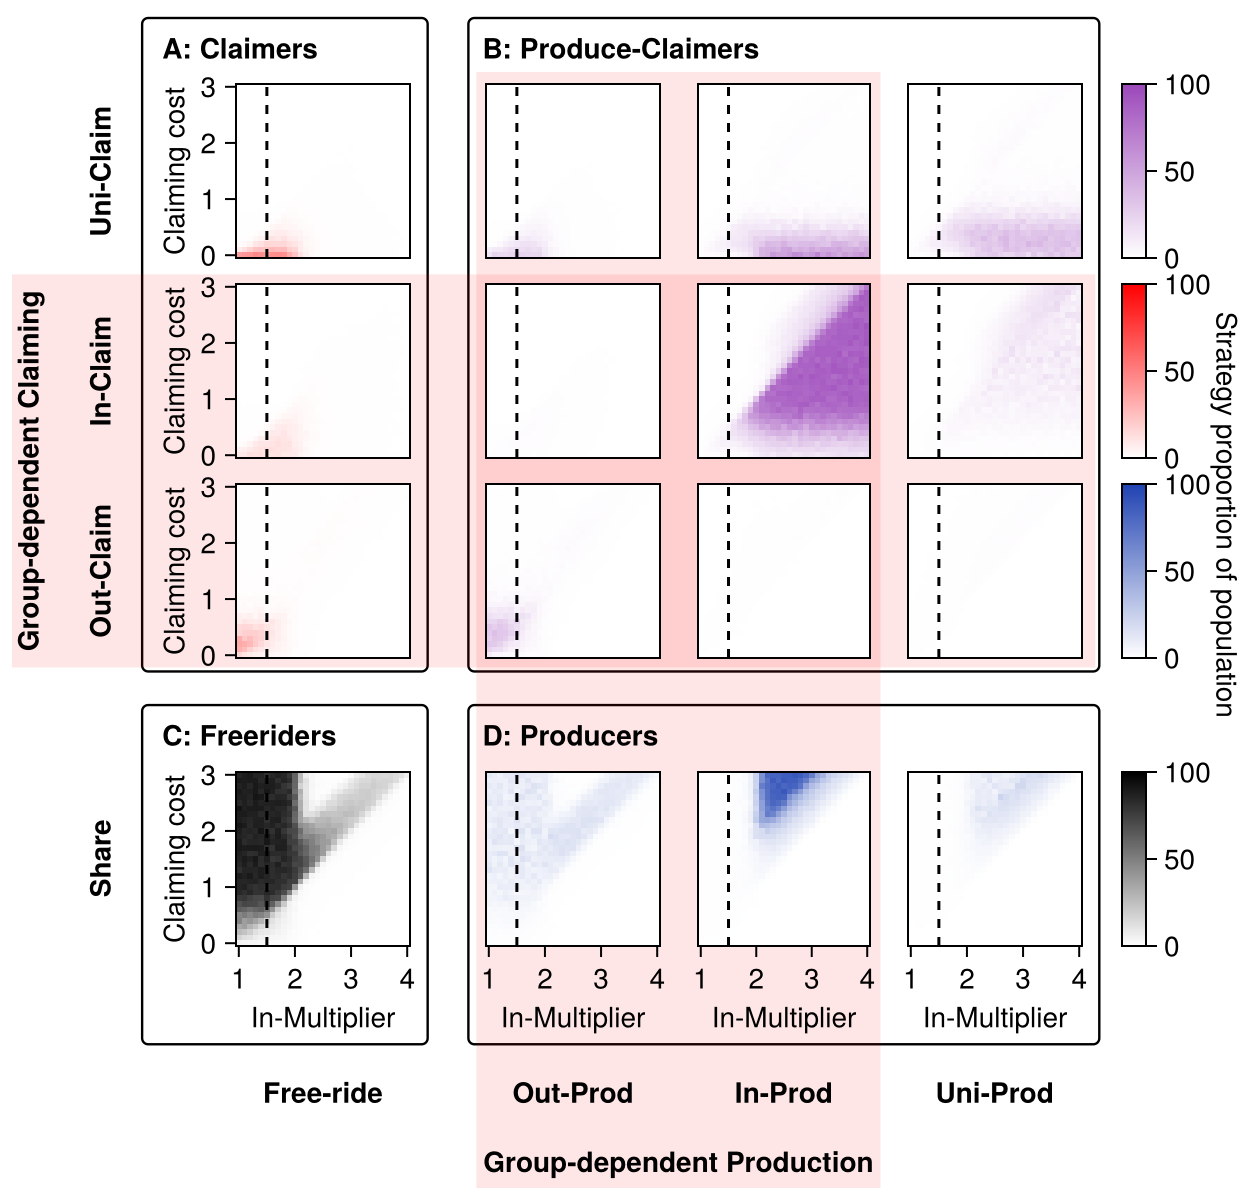 A: Claimers
B: Produce-Claimers
Uni-Claim
Claiming cost
3
2
1
0
100
50
0
Group-dependent Claiming
In-Claim
Claiming cost
3
2
1
0
100
50
0
Out-Claim
Claiming cost
3
2
1
0
100
50
0
Strategy proportion of population
C: Freeriders
D: Producers
Share
Claiming cost
3
2
1
0
100
50
0
1 2 3 4
1 2 3 4
1 2 3 4
1 2 3 4
In-Multiplier
In-Multiplier
In-Multiplier
In-Multiplier
Free-ride
Out-Prod
In-Prod
Uni-Prod
Group-dependent Production